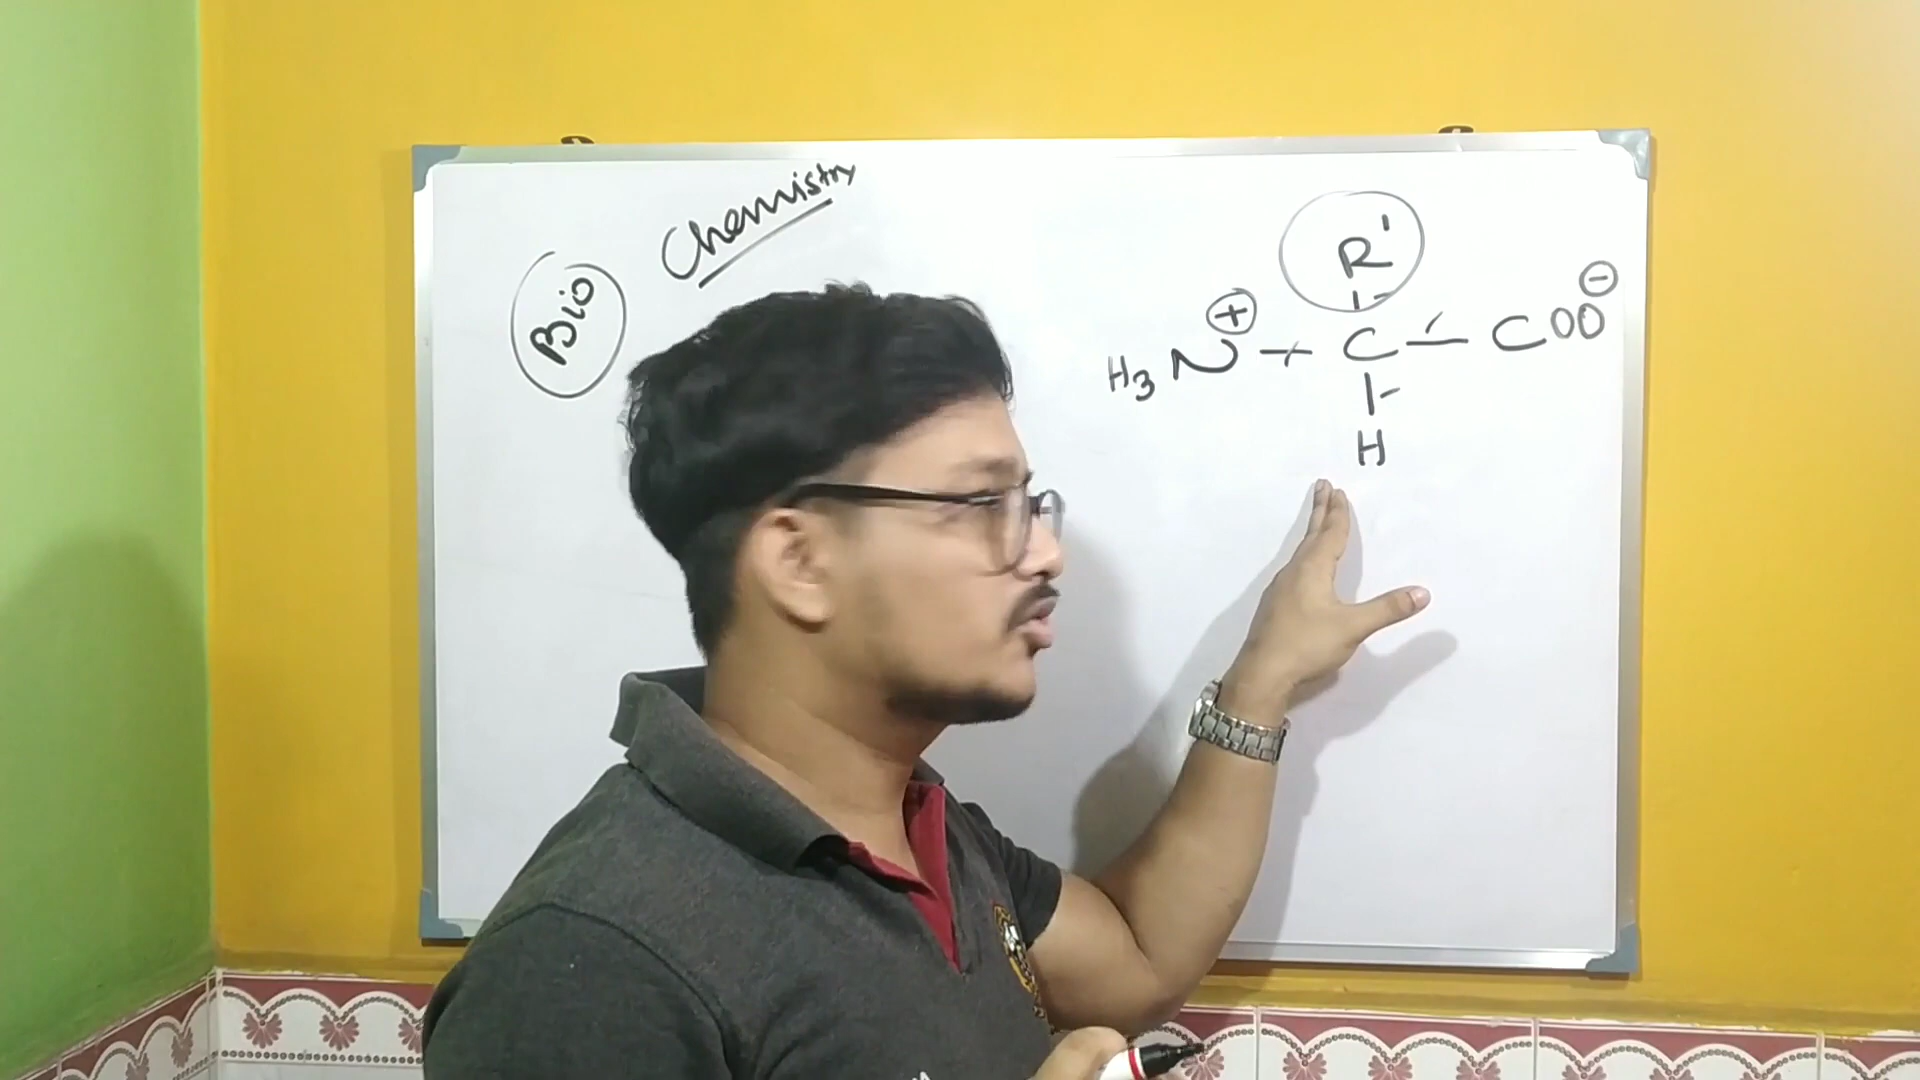 Bio Chemistry
R'
H3N⊕ - C - COO⊖
H